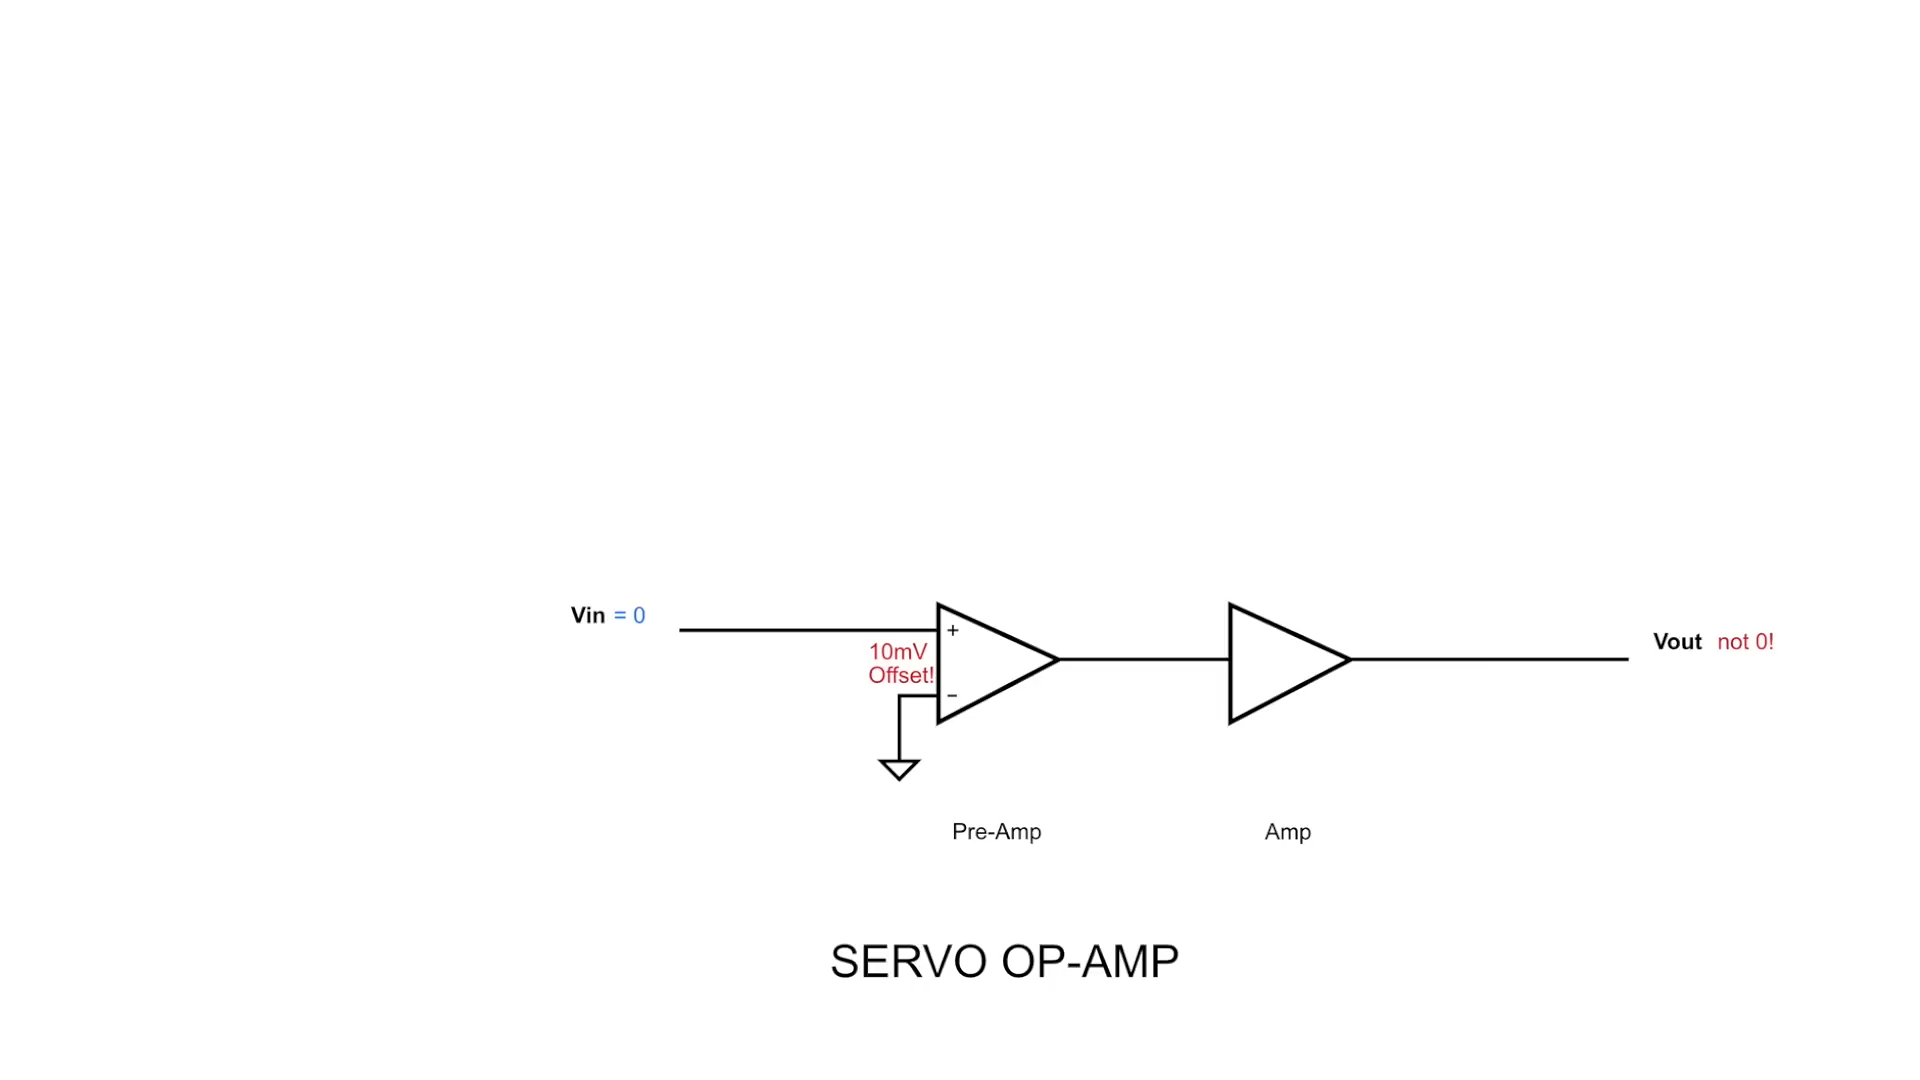 Vin = 0
+
10mV
Offset!
−
Vout not 0!
Pre-Amp
Amp
SERVO OP-AMP